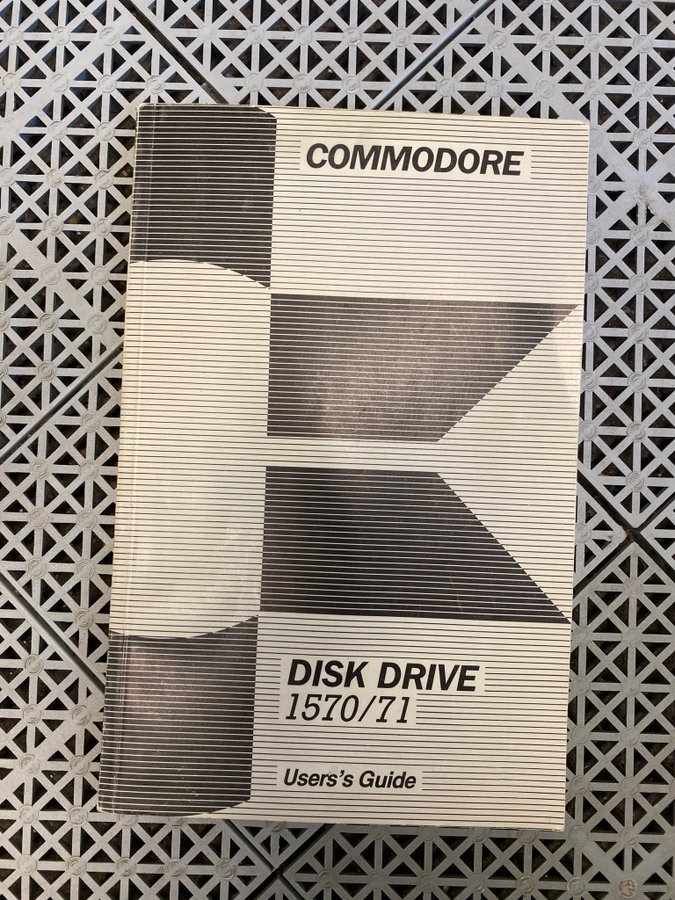 COMMODORE
DISK DRIVE
1570/71
Users's Guide